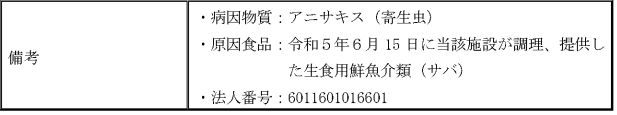 備考
・病因物質：アニサキス（寄生虫）
・原因食品：令和５年６月 15 日に当該施設が調理、提供し
た生食用鮮魚介類（サバ）
・法人番号：6011601016601